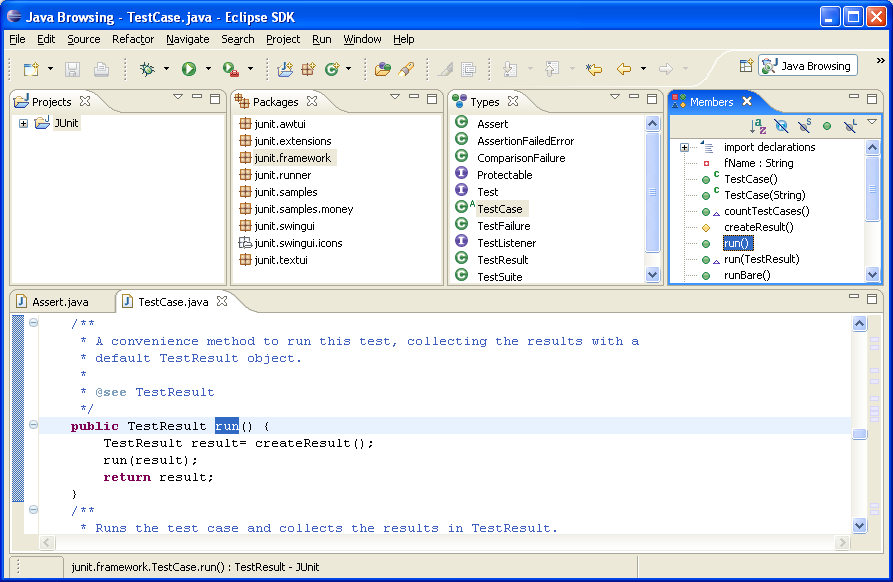 Java Browsing - TestCase.java - Eclipse SDK
File Edit Source Refactor Navigate Search Project Run Window Help
Java Browsing
Projects
JUnit
Packages
junit.awtui
junit.extensions
junit.framework
junit.runner
junit.samples
junit.samples.money
junit.swingui
junit.swingui.icons
junit.textui
Types
Assert
AssertionFailedError
ComparisonFailure
Protectable
Test
TestCase
TestFailure
TestListener
TestResult
TestSuite
Members
import declarations
fName : String
TestCase()
TestCase(String)
countTestCases()
createResult()
run()
run(TestResult)
runBare()
Assert.java TestCase.java
/**
* A convenience method to run this test, collecting the results with a
* default TestResult object.
*
* @see TestResult
*/
public TestResult run() {
TestResult result= createResult();
run(result);
return result;
}
/**
* Runs the test case and collects the results in TestResult.
junit.framework.TestCase.run() : TestResult - JUnit